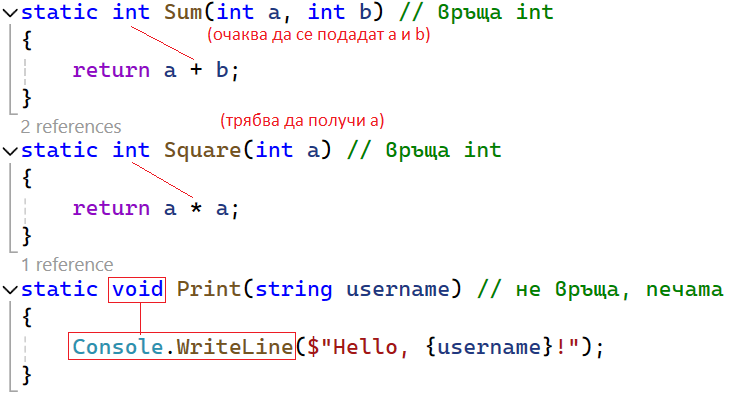 static int Sum(int a, int b) // връща int
(очаква да се подадат a и b)
{
return a + b;
}
2 references
(трябва да получи a)
static int Square(int a) // връща int
{
return a * a;
}
1 reference
static void Print(string username) // не връща, печата
{
Console.WriteLine($"Hello, {username}!");
}